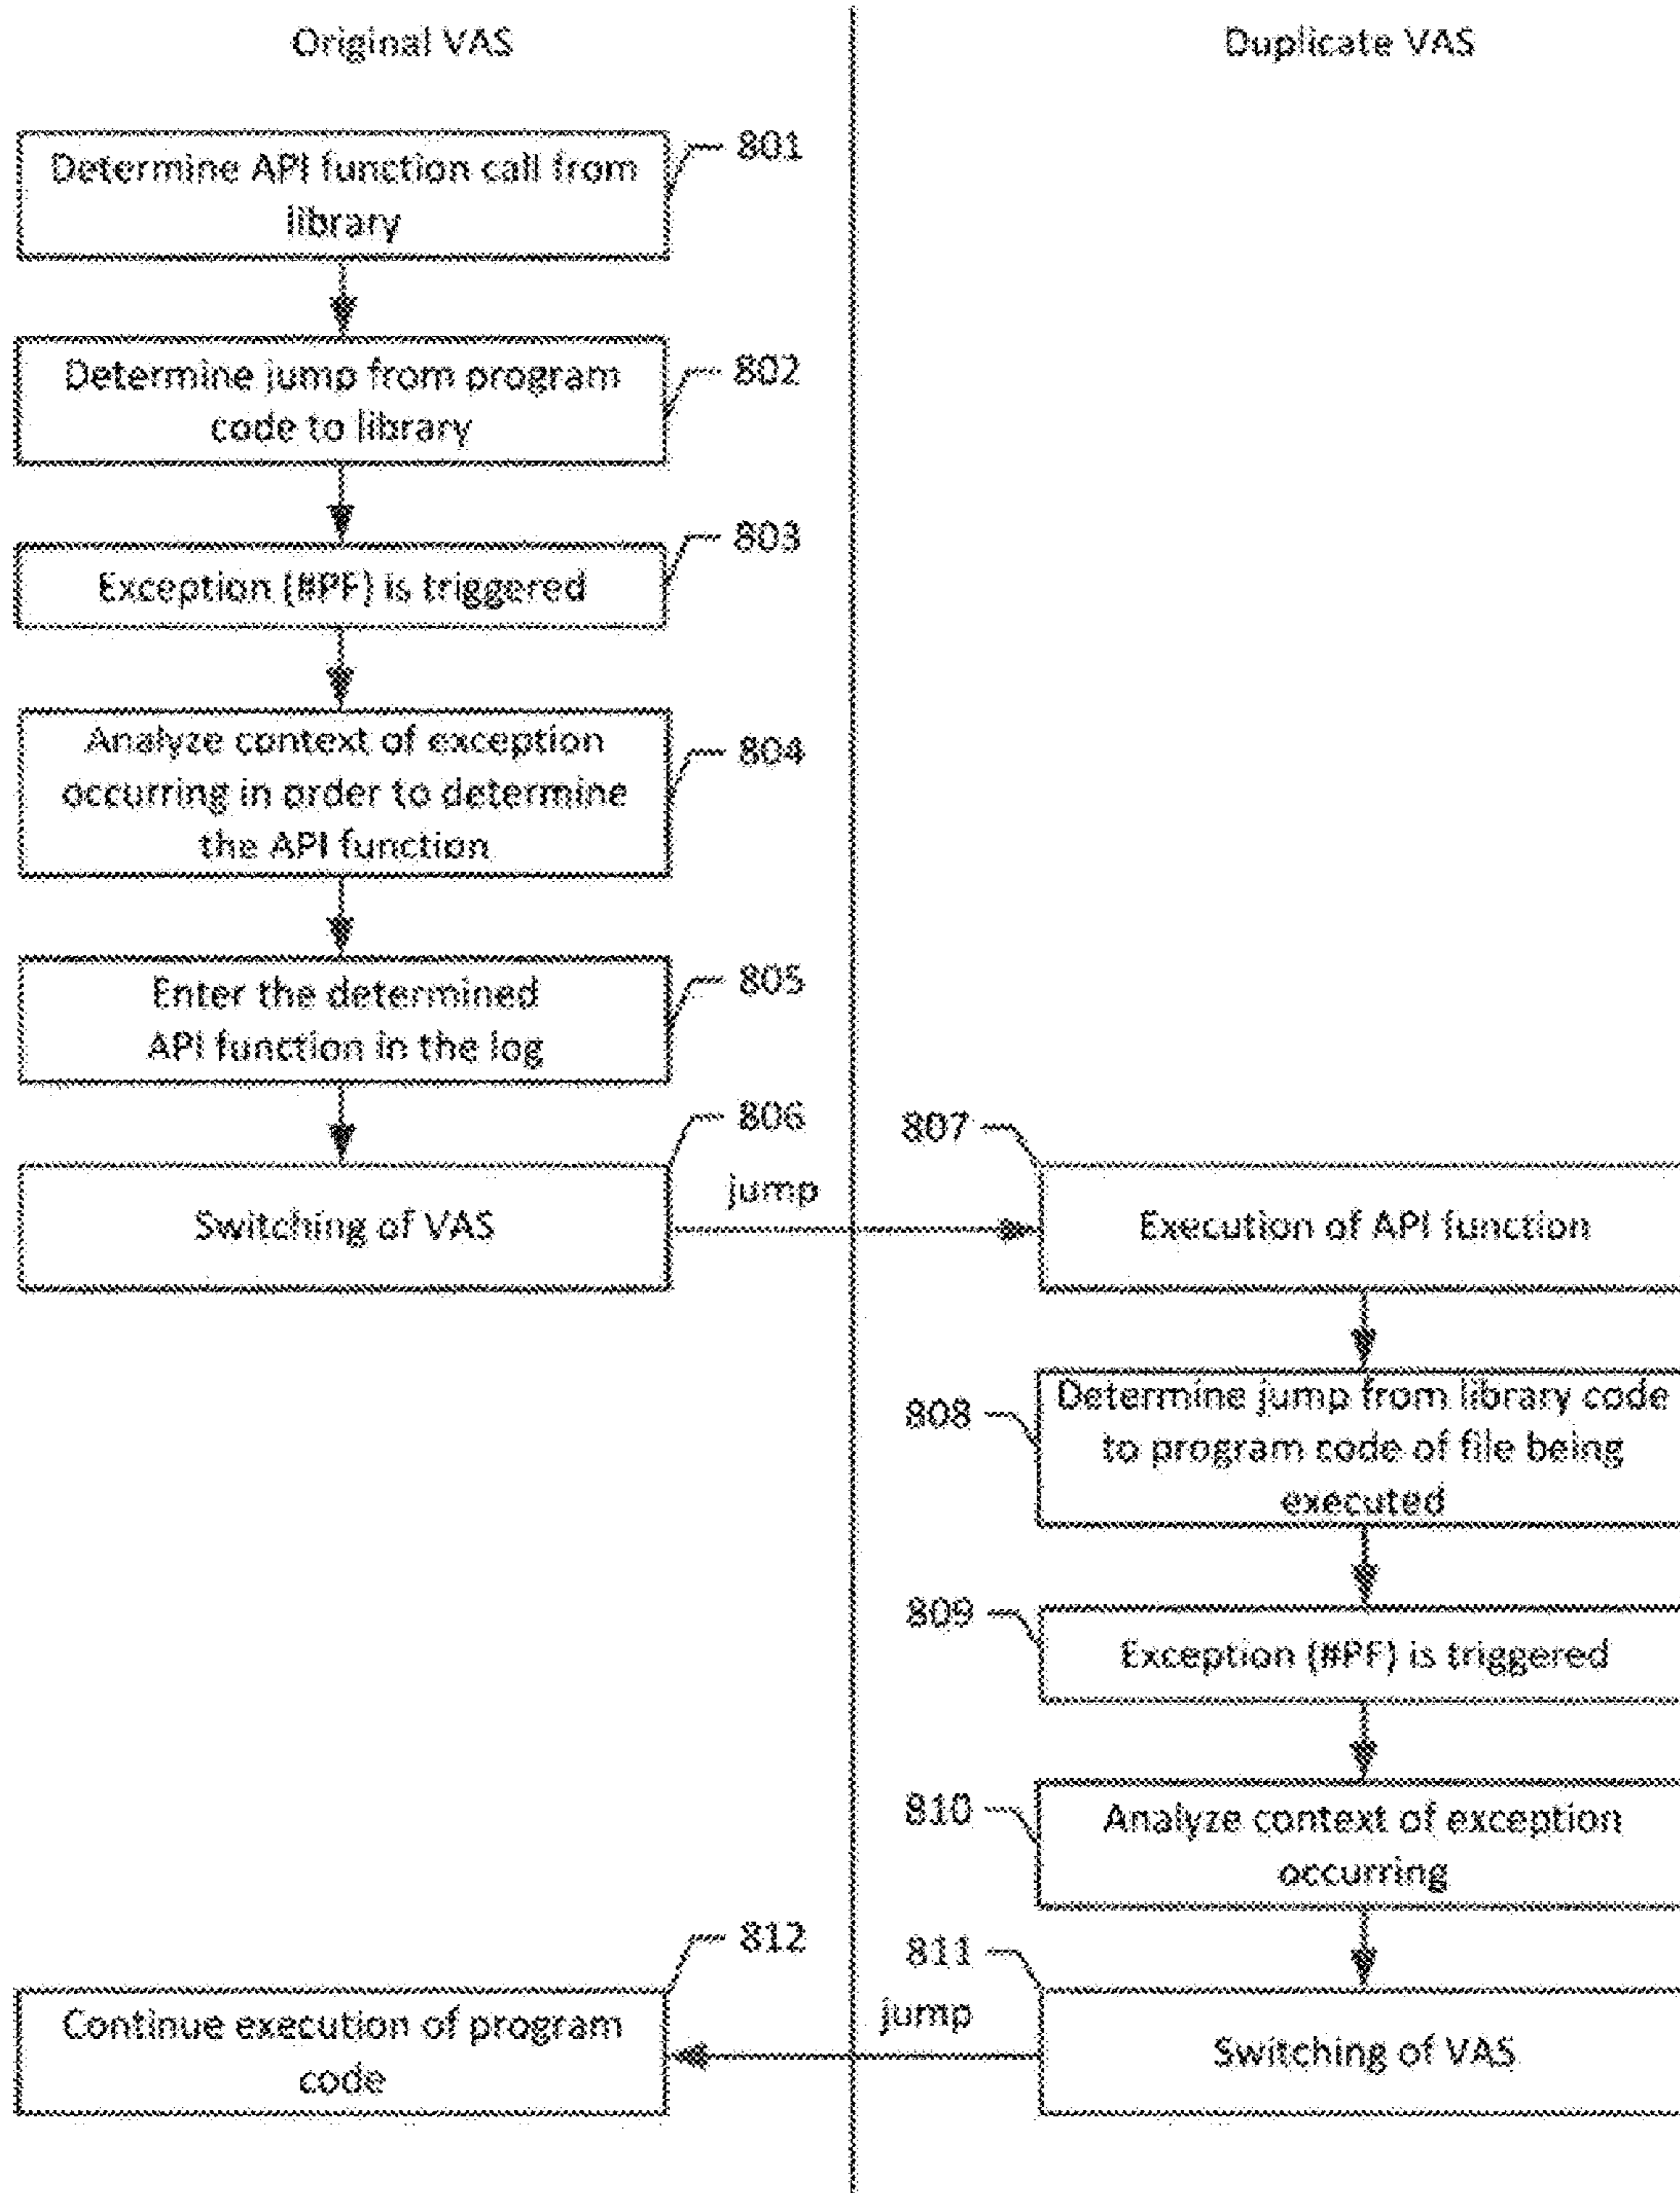 Original VAS
Duplicate VAS
801
Determine API function call from
library
802
Determine jump from program
code to library
803
Exception (#PF) is triggered
804
Analyze context of exception
occurring in order to determine
the API function
805
Enter the determined
API function in the log
806
Switching of VAS
jump
807
Execution of API function
808
Determine jump from library code
to program code of file being
executed
809
Exception (#PF) is triggered
810
Analyze context of exception
occurring
811
Switching of VAS
jump
812
Continue execution of program
code